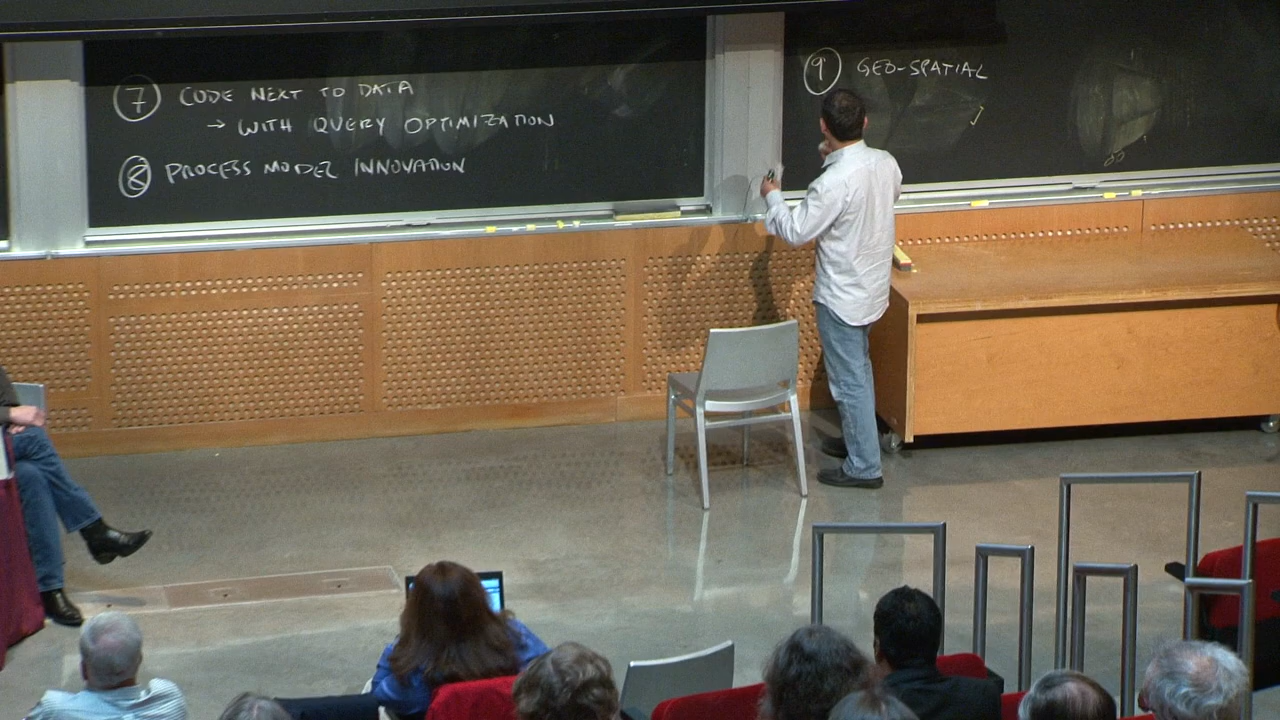 7 CODE NEXT TO DATA
→ WITH QUERY OPTIMIZATION
8 PROCESS MODEL INNOVATION
9 GEO-SPATIAL